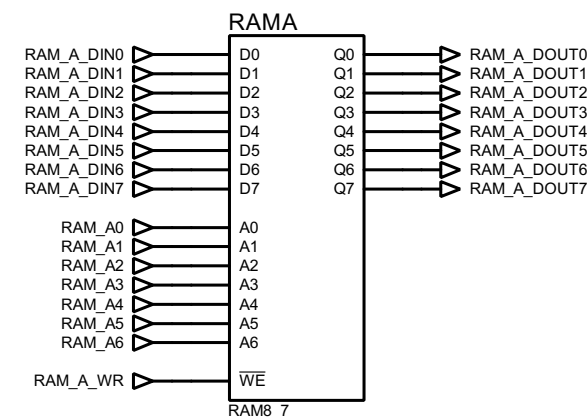 RAMA
RAM_A_DIN0 D0 Q0 RAM_A_DOUT0
RAM_A_DIN1 D1 Q1 RAM_A_DOUT1
RAM_A_DIN2 D2 Q2 RAM_A_DOUT2
RAM_A_DIN3 D3 Q3 RAM_A_DOUT3
RAM_A_DIN4 D4 Q4 RAM_A_DOUT4
RAM_A_DIN5 D5 Q5 RAM_A_DOUT5
RAM_A_DIN6 D6 Q6 RAM_A_DOUT6
RAM_A_DIN7 D7 Q7 RAM_A_DOUT7
RAM_A0 A0
RAM_A1 A1
RAM_A2 A2
RAM_A3 A3
RAM_A4 A4
RAM_A5 A5
RAM_A6 A6
RAM_A_WR WE
RAM8_7